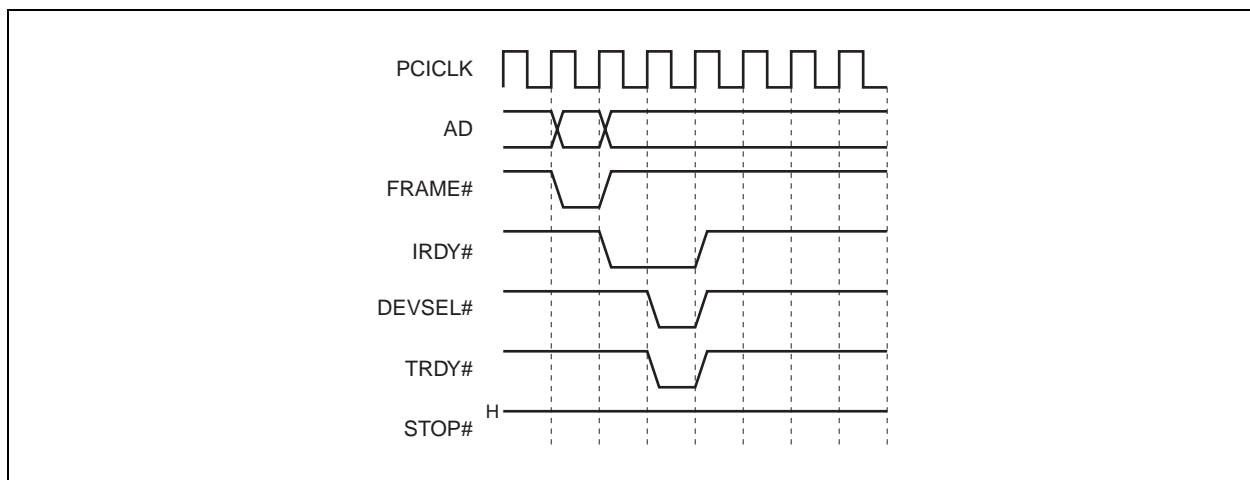 PCICLK
AD
FRAME#
IRDY#
DEVSEL#
TRDY#
H
STOP#